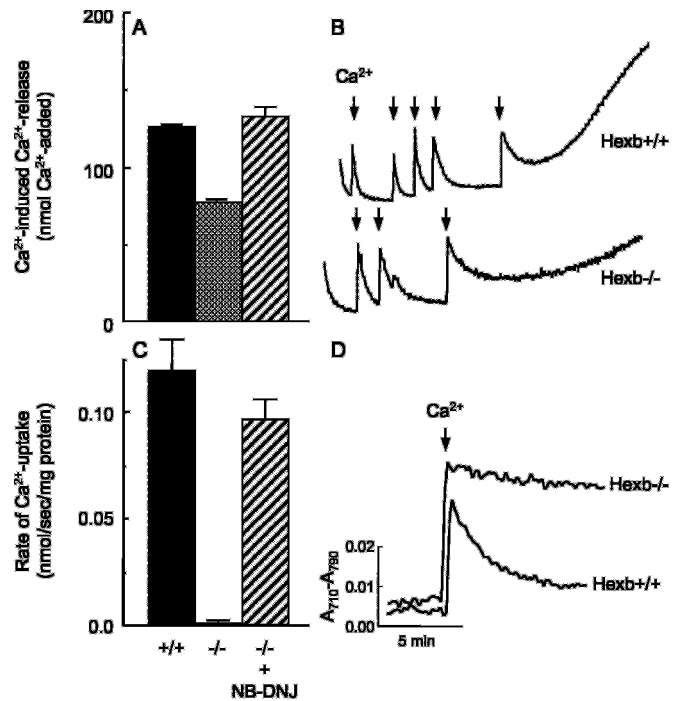 A
200
100
0
Ca²⁺-induced Ca²⁺-release
(nmol Ca²⁺-added)
B
Ca²⁺
Hexb+/+
Hexb-/-
C
0.10
0.05
0.0
Rate of Ca²⁺-uptake
(nmol/sec/mg protein)
+/+
-/-
-/-
+
NB-DNJ
D
Ca²⁺
Hexb-/-
Hexb+/+
0.02
0.01
0.00
A₇₁₀-A₇₉₀
5 min